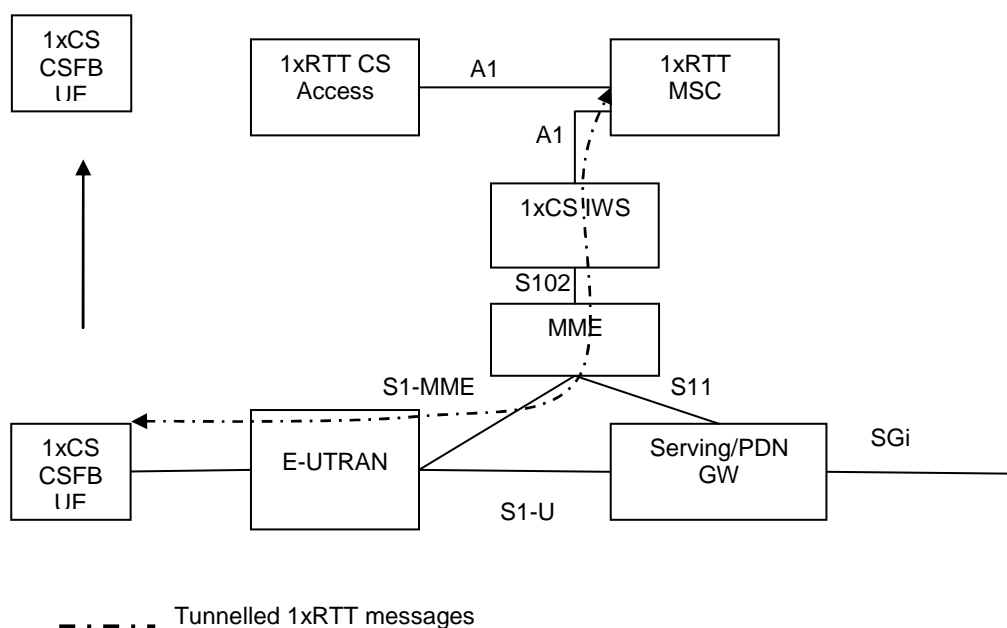 1xCS
CSFB
UE
1xRTT CS
Access
A1
1xRTT
MSC
A1
1xCS IWS
S102
MME
S1-MME
S11
1xCS
CSFB
UE
E-UTRAN
Serving/PDN
GW
SGi
S1-U
Tunnelled 1xRTT messages